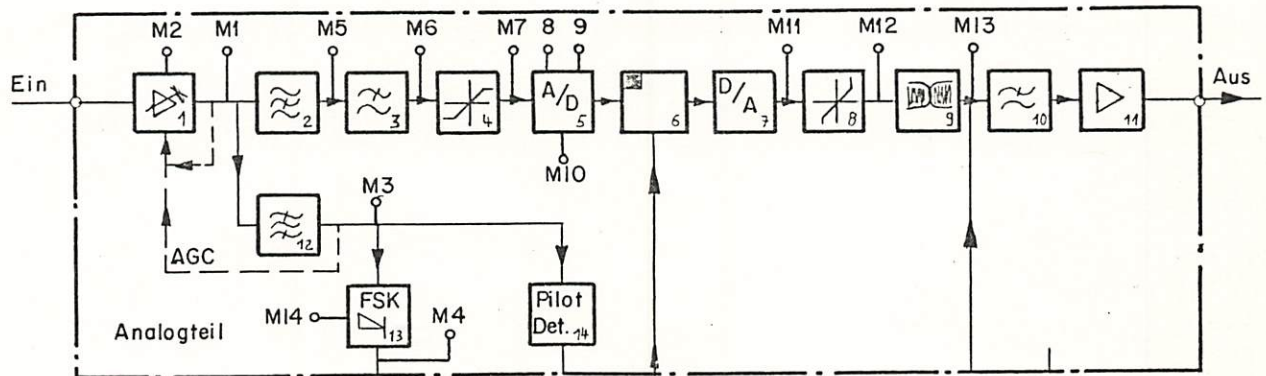 M2 M1 M5 M6 M7 8 9 M11 M12 M13
Ein
Aus
1
2
3
4
A/D
5
6
D/A
7
8
9
10
11
M10
M3
12
AGC
FSK
13
M14
M4
Pilot
Det.
14
Analogteil